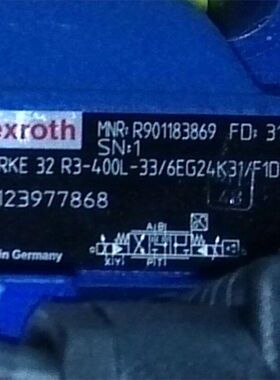 exroth
MNR: R901183869 FD: 31
SN:1
RKE 32 R3-400L-33/6EG24K31/F1D
123977868
A B
X Y P T
in Germany